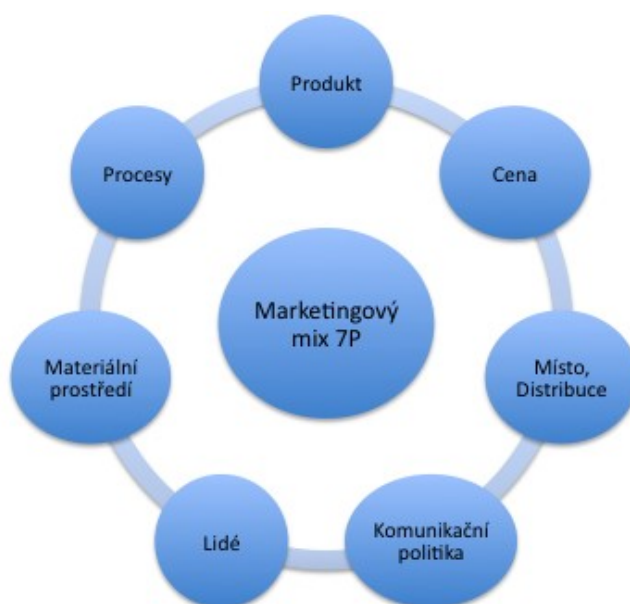 Produkt
Cena
Místo,
Distribuce
Komunikační
politika
Lidé
Materiální
prostředí
Procesy
Marketingový
mix 7P